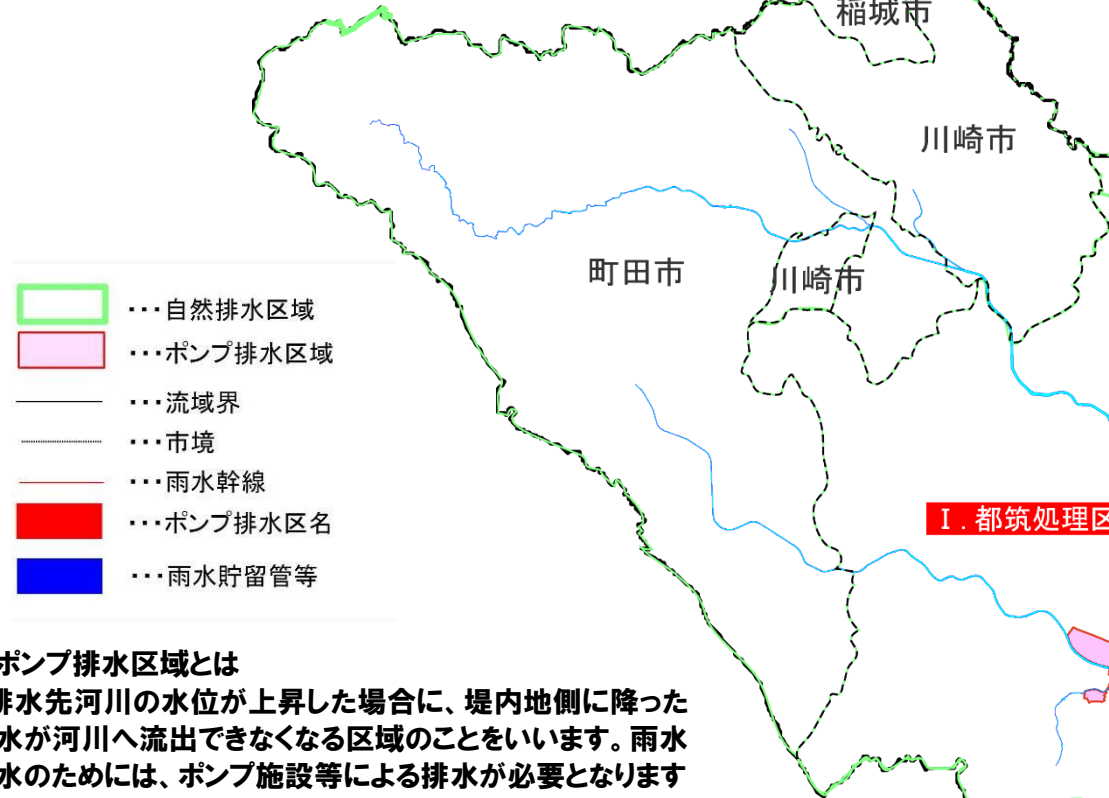 稲城市
川崎市
町田市
川崎市
･･･自然排水区域
･･･ポンプ排水区域
･･･流域界
･･･市境
･･･雨水幹線
･･･ポンプ排水区名
･･･雨水貯留管等
Ⅰ.都筑処理区
ポンプ排水区域とは
排水先河川の水位が上昇した場合に、堤内地側に降った
水が河川へ流出できなくなる区域のことをいいます。雨水
水のためには、ポンプ施設等による排水が必要となります